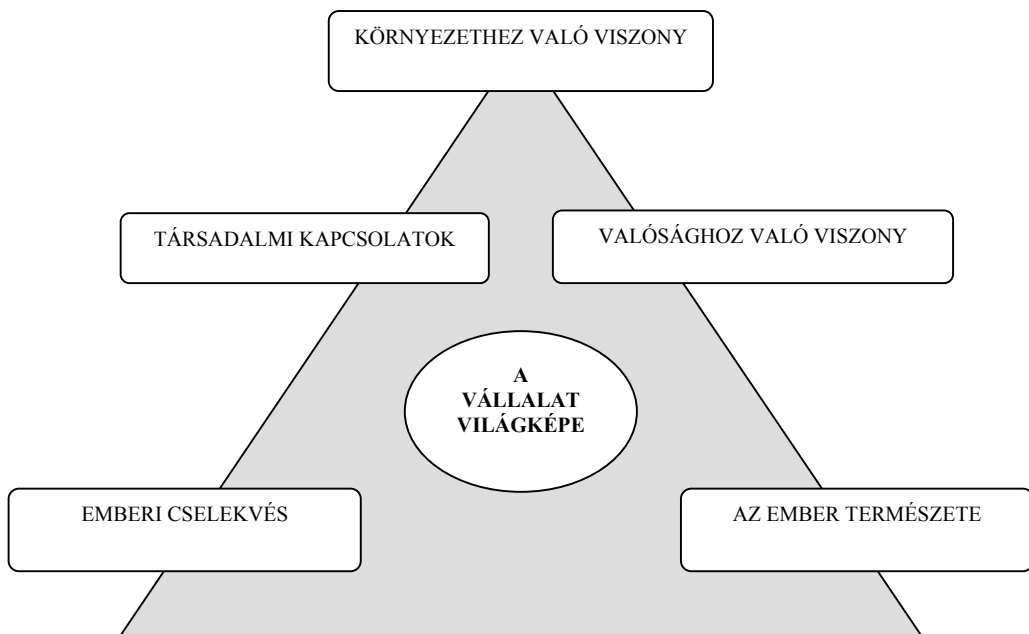 KÖRNYEZETHEZ VALÓ VISZONY
TÁRSADALMI KAPCSOLATOK
VALÓSÁGHOZ VALÓ VISZONY
A
VÁLLALAT
VILÁGKÉPE
EMBERI CSELEKVÉS
AZ EMBER TERMÉSZETE